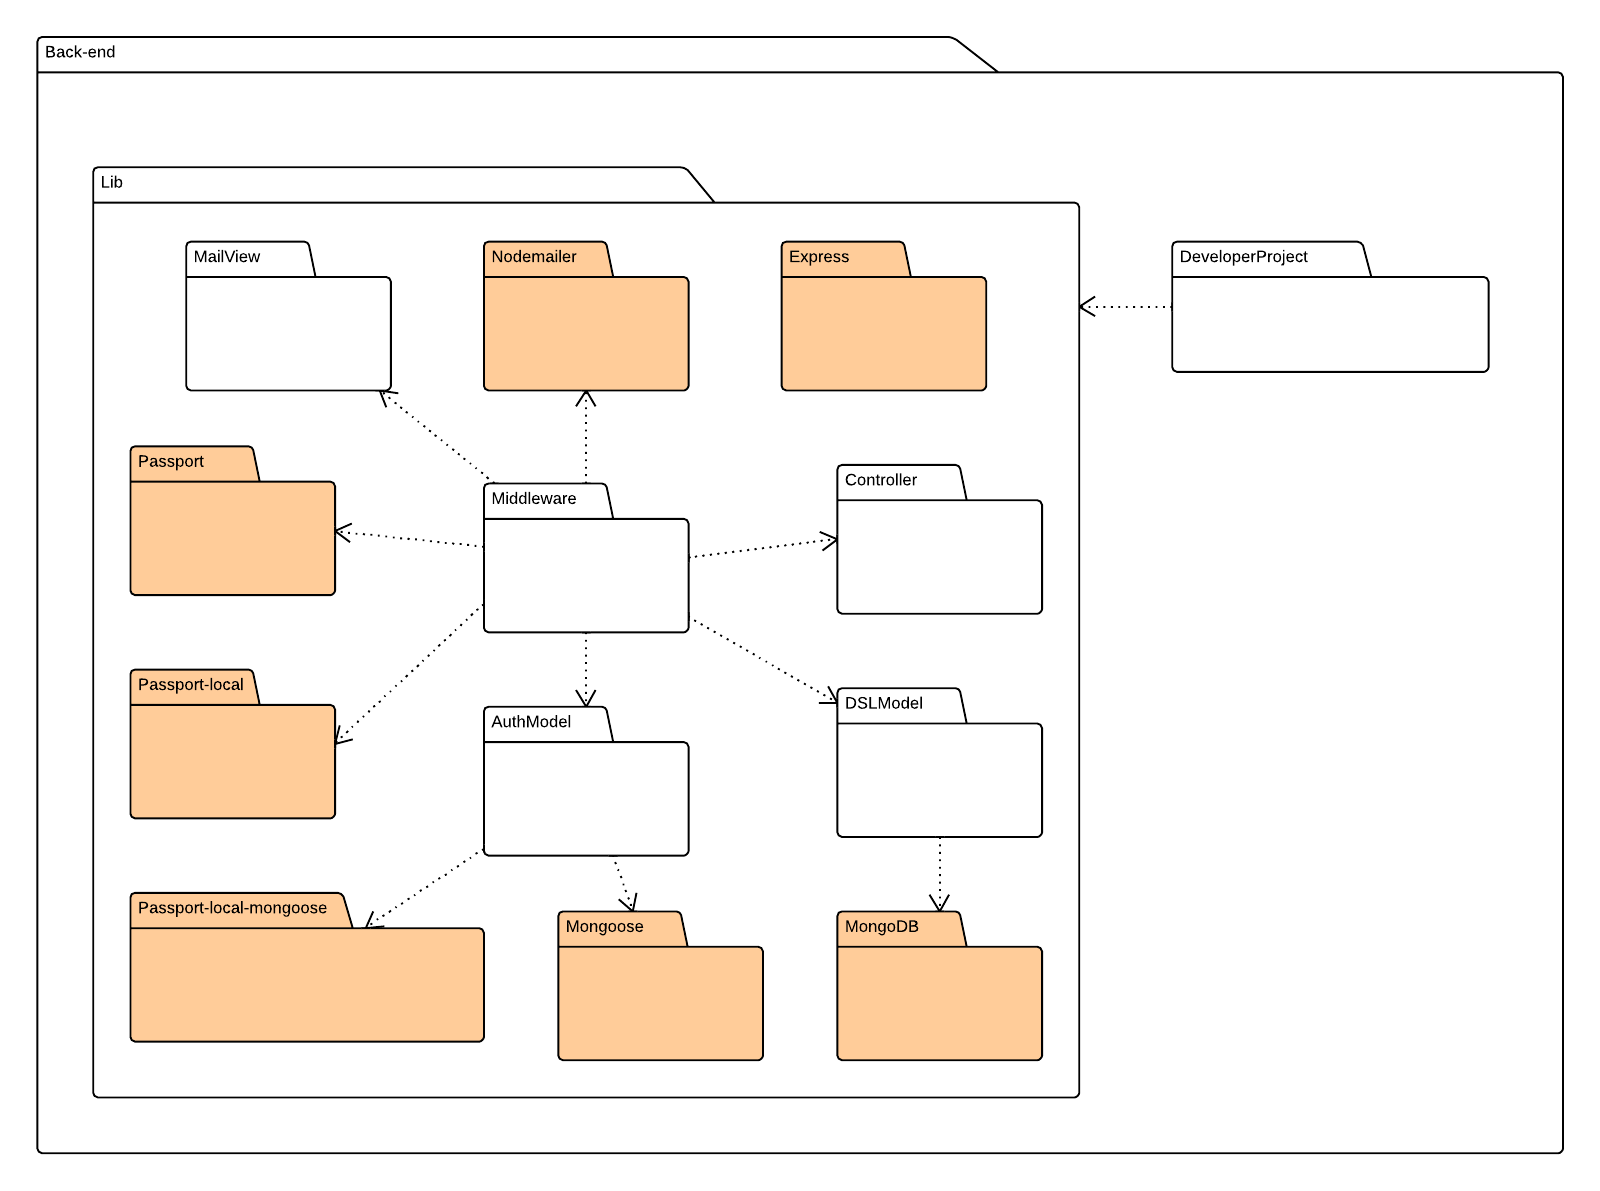 Back-end
Lib
MailView
Nodemailer
Express
DeveloperProject
Passport
Controller
Middleware
Passport-local
DSLModel
AuthModel
Passport-local-mongoose
Mongoose
MongoDB